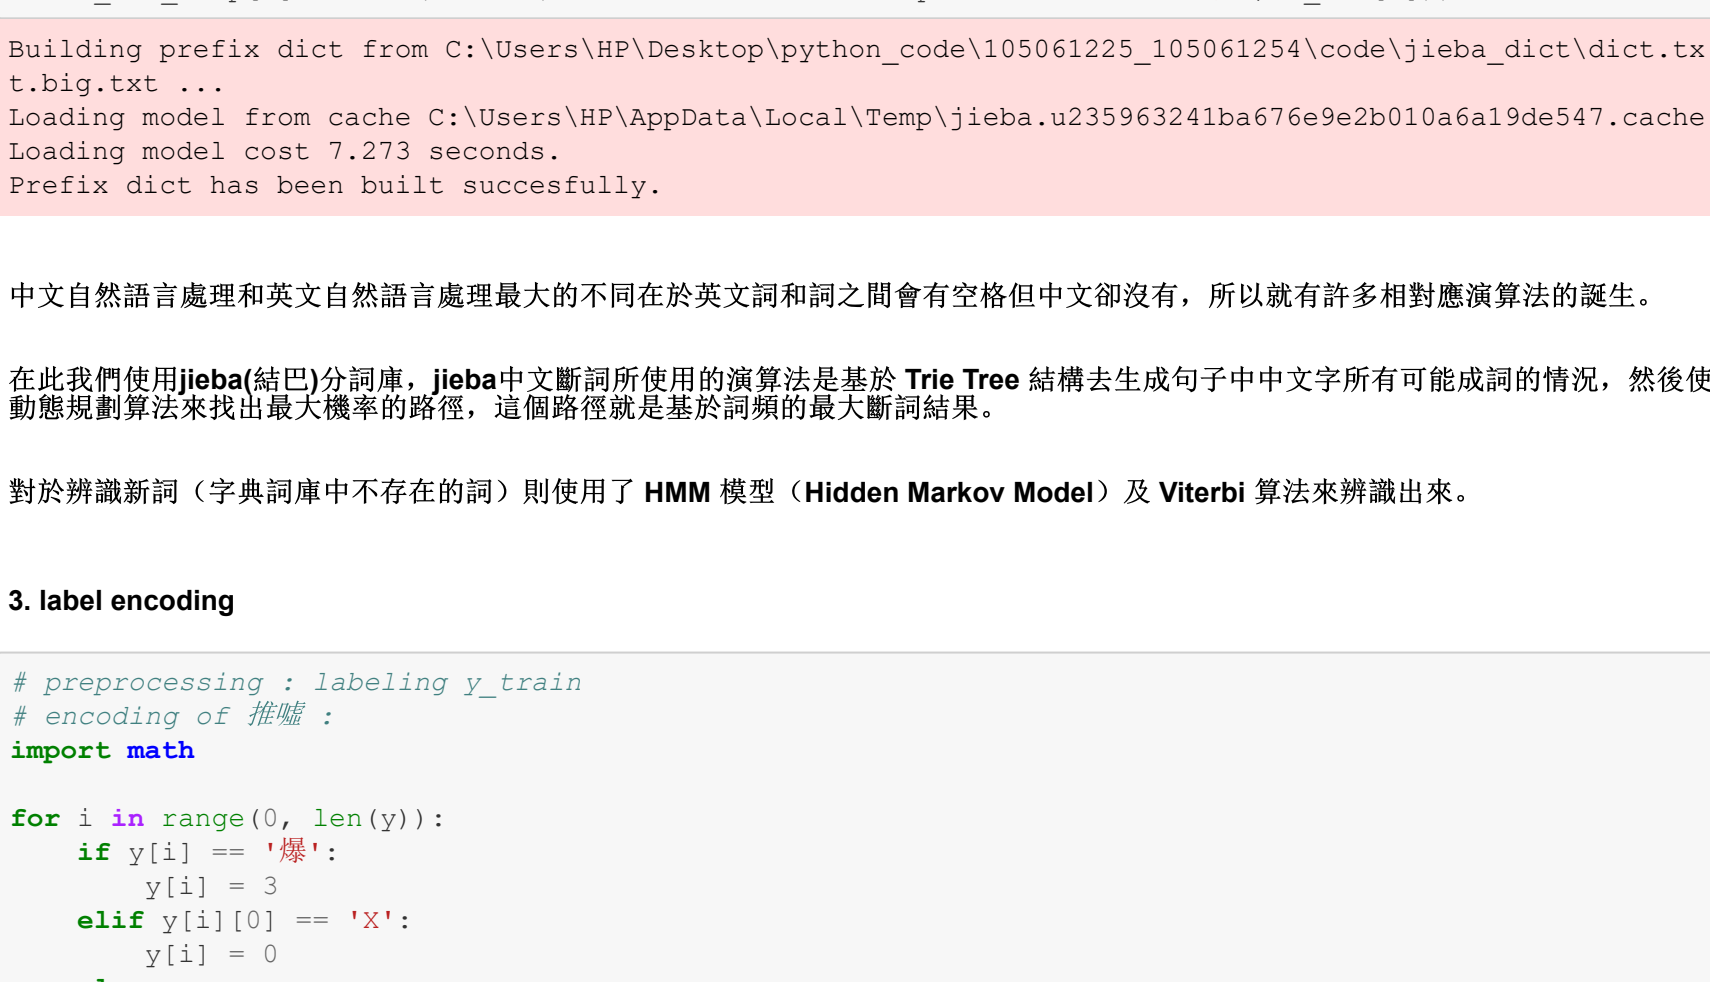 Building prefix dict from C:\Users\HP\Desktop\python_code\105061225_105061254\code\jieba_dict\dict.tx
t.big.txt ...
Loading model from cache C:\Users\HP\AppData\Local\Temp\jieba.u235963241ba676e9e2b010a6a19de547.cache
Loading model cost 7.273 seconds.
Prefix dict has been built succesfully.
中文自然語言處理和英文自然語言處理最大的不同在於英文詞和詞之間會有空格但中文卻沒有，所以就有許多相對應演算法的誕生。
在此我們使用jieba(結巴)分詞庫，jieba中文斷詞所使用的演算法是基於 Trie Tree 結構去生成句子中中文字所有可能成詞的情況，然後使
動態規劃算法來找出最大機率的路徑，這個路徑就是基於詞頻的最大斷詞結果。
對於辨識新詞（字典詞庫中不存在的詞）則使用了 HMM 模型（Hidden Markov Model）及 Viterbi 算法來辨識出來。
3. label encoding
# preprocessing : labeling y_train
# encoding of 推噓 :
import math
for i in range(0, len(y)):
    if y[i] == '爆':
        y[i] = 3
    elif y[i][0] == 'X':
        y[i] = 0